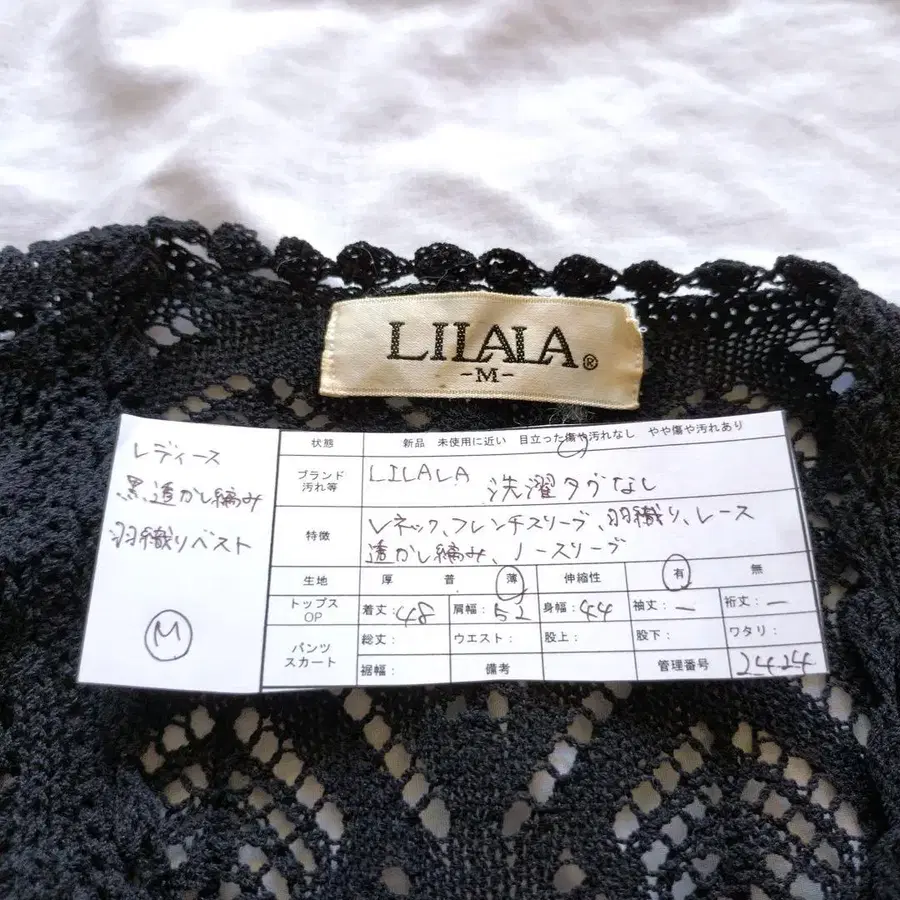 LILALA®
-M-
レディース
黒透かし編み
羽織りベスト
M
状態 新品 未使用に近い 目立った傷や汚れなし やや傷や汚れあり
ブランド
汚れ等
LILALA 洗濯タグなし
特徴
Vネック、フレンチスリーブ、羽織り、レース
透かし編み、ノースリーブ
生地 厚 普 薄 伸縮性 有 無
トップス
OP
着丈:48 肩幅:52 身幅:44 袖丈:ー 裄丈:ー
パンツ
スカート
総丈: ウエスト: 股上: 股下: ワタリ:
裾幅: 備考 管理番号 2424